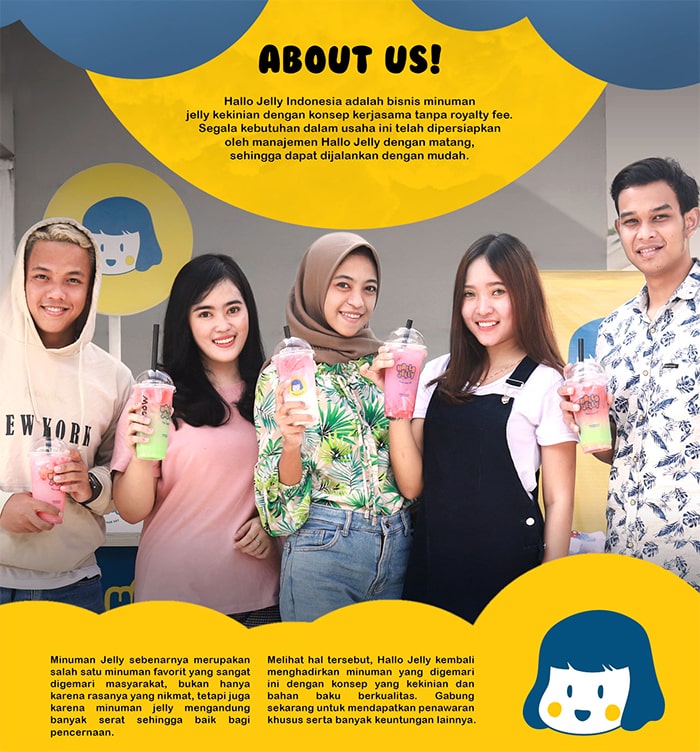 ABOUT US!
Hallo Jelly Indonesia adalah bisnis minuman
jelly kekinian dengan konsep kerjasama tanpa royalty fee.
Segala kebutuhan dalam usaha ini telah dipersiapkan
oleh manajemen Hallo Jelly dengan matang,
sehingga dapat dijalankan dengan mudah.
EW YORK
Minuman Jelly sebenarnya merupakan
salah satu minuman favorit yang sangat
digemari masyarakat, bukan hanya
karena rasanya yang nikmat, tetapi juga
karena minuman jelly mengandung
banyak serat sehingga baik bagi
pencernaan.
Melihat hal tersebut, Hallo Jelly kembali
menghadirkan minuman yang digemari
ini dengan konsep yang kekinian dan
bahan baku berkualitas. Gabung
sekarang untuk mendapatkan penawaran
khusus serta banyak keuntungan lainnya.